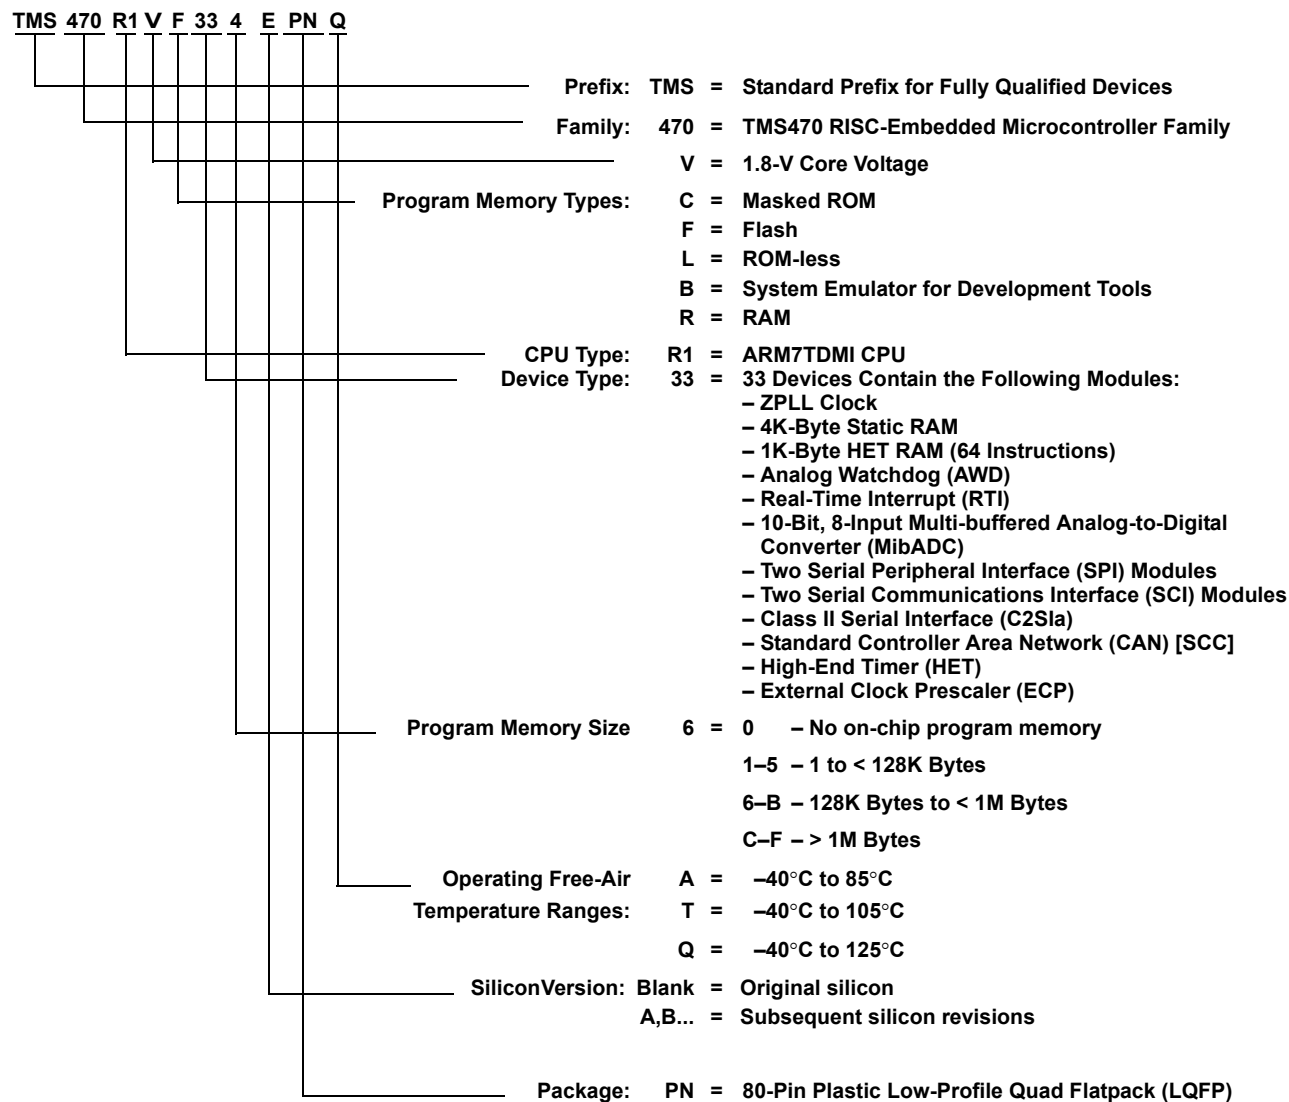 TMS 470 R1 V F 33 4 E PN Q
Prefix: TMS = Standard Prefix for Fully Qualified Devices
Family: 470 = TMS470 RISC-Embedded Microcontroller Family
V = 1.8-V Core Voltage
Program Memory Types: C = Masked ROM
F = Flash
L = ROM-less
B = System Emulator for Development Tools
R = RAM
CPU Type: R1 = ARM7TDMI CPU
Device Type: 33 = 33 Devices Contain the Following Modules:
– ZPLL Clock
– 4K-Byte Static RAM
– 1K-Byte HET RAM (64 Instructions)
– Analog Watchdog (AWD)
– Real-Time Interrupt (RTI)
– 10-Bit, 8-Input Multi-buffered Analog-to-Digital
Converter (MibADC)
– Two Serial Peripheral Interface (SPI) Modules
– Two Serial Communications Interface (SCI) Modules
– Class II Serial Interface (C2SIa)
– Standard Controller Area Network (CAN) [SCC]
– High-End Timer (HET)
– External Clock Prescaler (ECP)
Program Memory Size 6 = 0 – No on-chip program memory
1–5 – 1 to < 128K Bytes
6–B – 128K Bytes to < 1M Bytes
C–F – > 1M Bytes
Operating Free-Air A = –40°C to 85°C
Temperature Ranges: T = –40°C to 105°C
Q = –40°C to 125°C
SiliconVersion: Blank = Original silicon
A,B... = Subsequent silicon revisions
Package: PN = 80-Pin Plastic Low-Profile Quad Flatpack (LQFP)